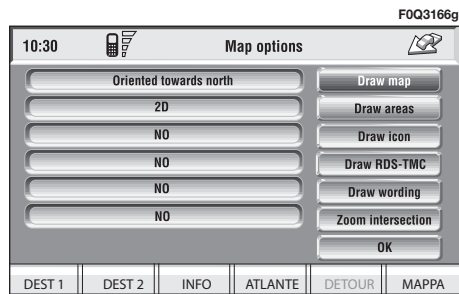 F0Q3166g
10:30 Map options
Oriented towards north Draw map
2D Draw areas
NO Draw icon
NO Draw RDS-TMC
NO Draw wording
NO Zoom intersection
OK
DEST 1 DEST 2 INFO ATLANTE DETOUR MAPPA